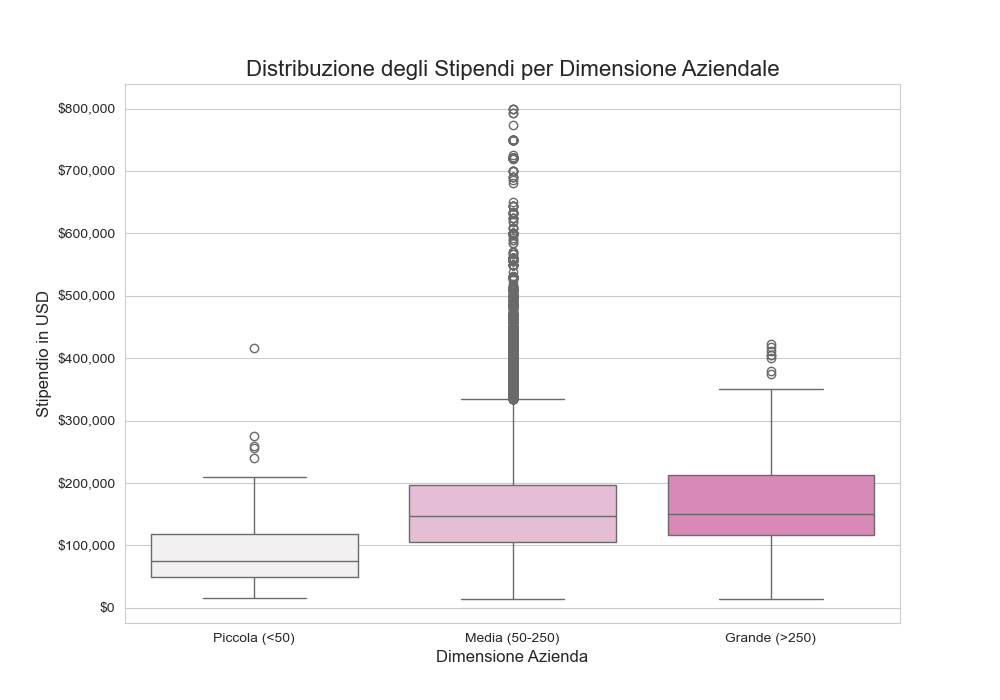 Distribuzione degli Stipendi per Dimensione Aziendale
$800,000
$700,000
$600,000
$500,000
$400,000
$300,000
$200,000
$100,000
$0
Stipendio in USD
Piccola (<50)
Media (50-250)
Grande (>250)
Dimensione Azienda